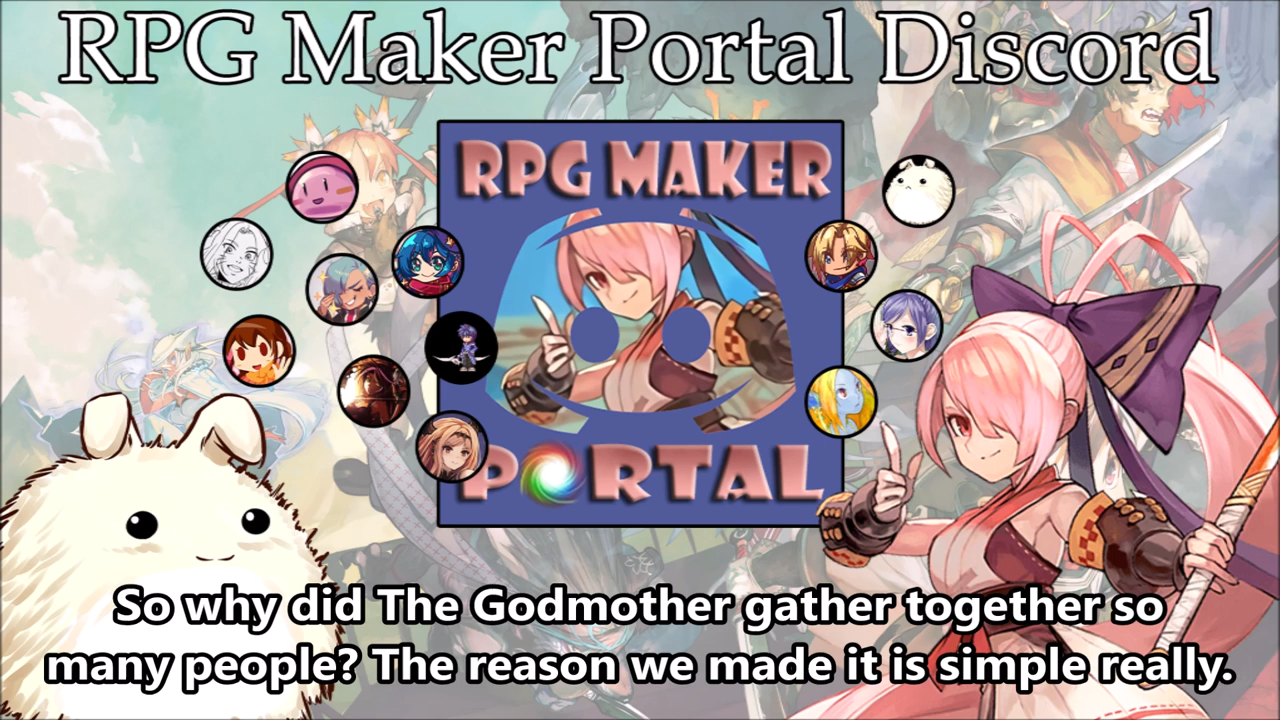 RPG Maker Portal Discord
RPG MAKER
PORTAL
So why did The Godmother gather together so
many people? The reason we made it is simple really.